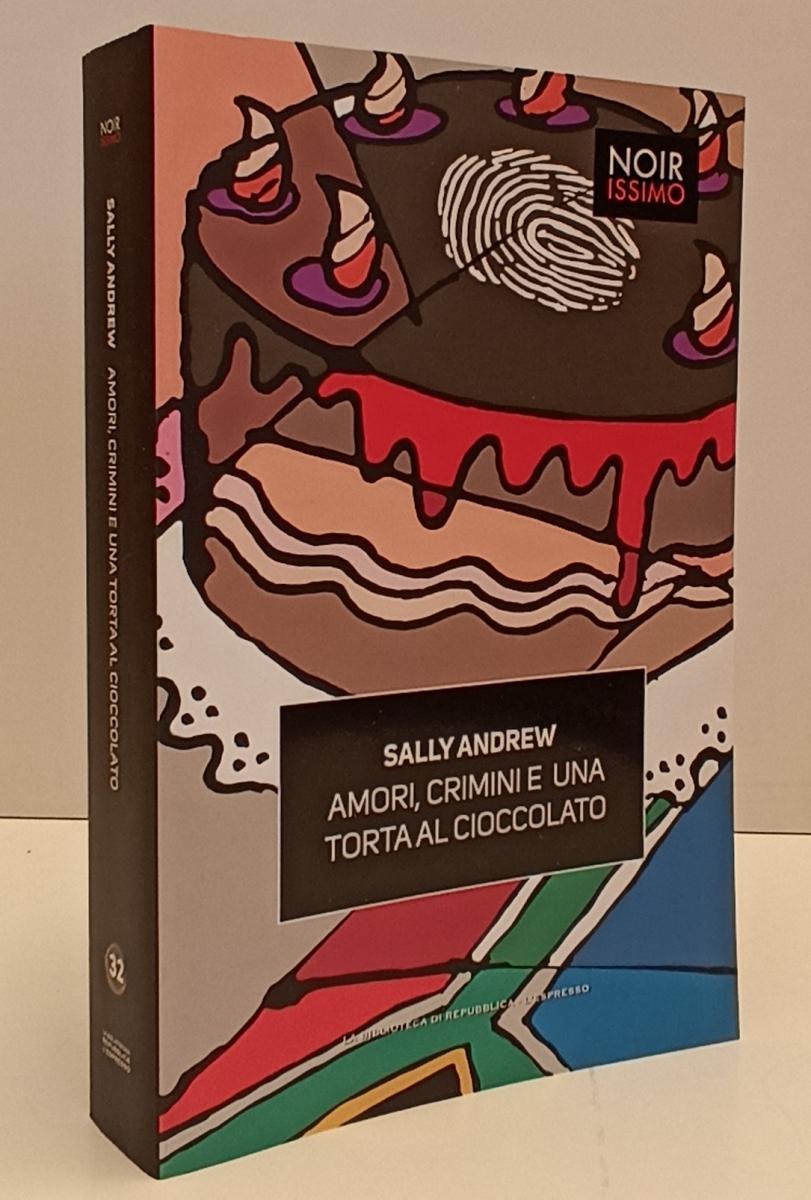 NOIR
ISSIMO
SALLY ANDREW AMORI, CRIMINI E UNA TORTA AL CIOCCOLATO
32
NOIR
ISSIMO
SALLY ANDREW
AMORI, CRIMINI E UNA
TORTA AL CIOCCOLATO
LA BIBLIOTECA DI REPUBBLICA - L'ESPRESSO